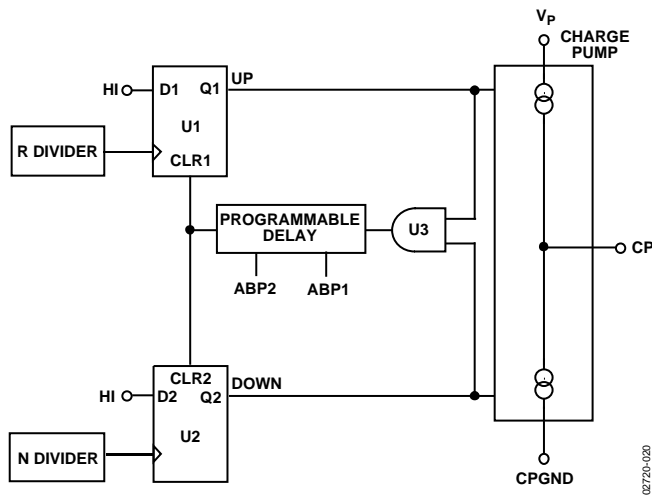 VP
CHARGE
PUMP
HI
D1
Q1
UP
U1
R DIVIDER
CLR1
PROGRAMMABLE
DELAY
U3
CP
ABP2
ABP1
CLR2
DOWN
HI
D2
Q2
U2
N DIVIDER
CPGND
02720-020